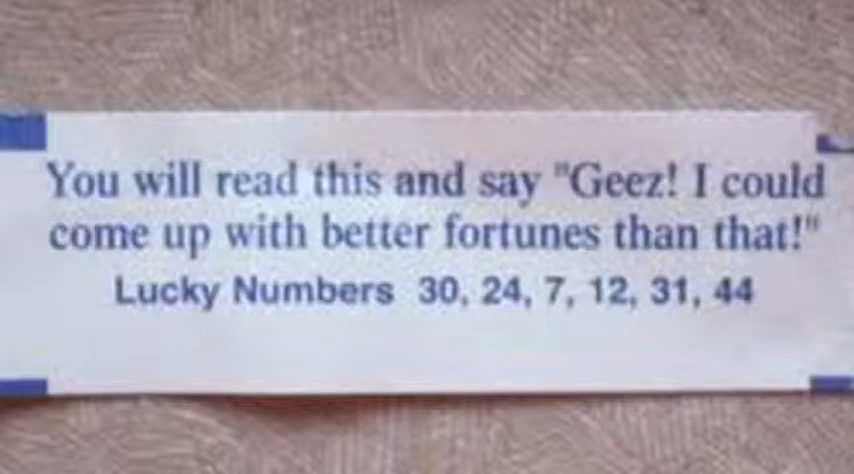 You will read this and say "Geez! I could
come up with better fortunes than that!"
Lucky Numbers 30, 24, 7, 12, 31, 44